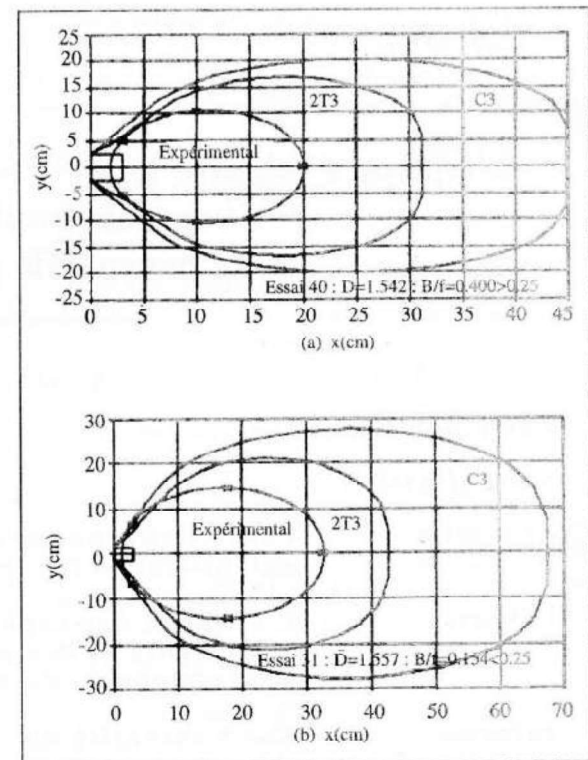 25
20
15
10
5
0
-5
-10
-15
-20
-25
y(cm)
2T3
C3
Expérimental
Essai 40 : D=1.542 : B/f=0.400>0.25
0 5 10 15 20 25 30 35 40 45
(a) x(cm)
30
20
10
0
-10
-20
-30
y(cm)
C3
Expérimental
2T3
Essai 31 : D=1.557 : B/f=0.154<0.25
0 10 20 30 40 50 60 70
(b) x(cm)